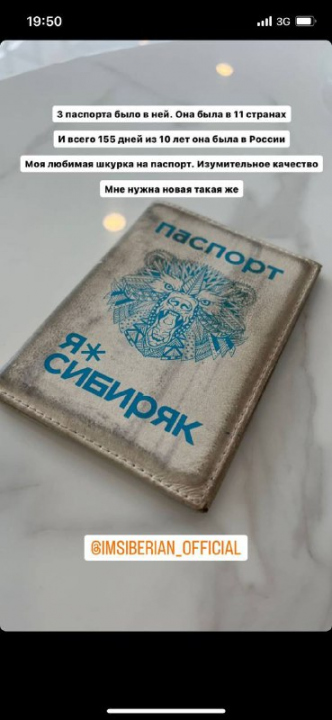 19:50
3G
3 паспорта было в ней. Она была в 11 странах
И всего 155 дней из 10 лет она была в России
Моя любимая шкурка на паспорт. Изумительное качество
Мне нужна новая такая же
паспорт
Я*
СИБИРЯК
@IMSIBERIAN_OFFICIAL